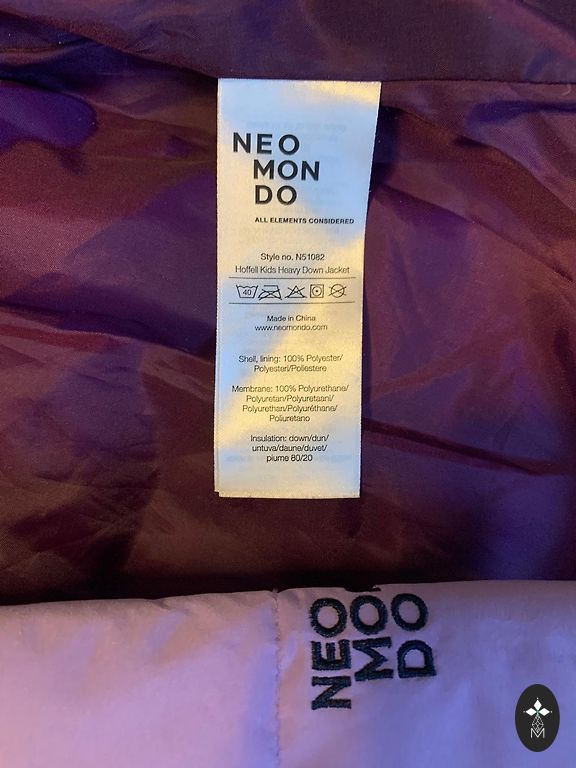 NEO
MON
DO
ALL ELEMENTS CONSIDERED
Style no. N51082
Hoffell Kids Heavy Down Jacket
40
Made in China
www.neomondo.com
Shell, lining: 100% Polyester/
Polyesteri/Poliestere
Membrane: 100% Polyurethane/
Polyuretan/Polyuretaani/
Polyurethan/Polyuréthane/
Poliuretano
Insulation: down/dun/
untuva/daune/duvet/
piume 80/20
NEO
MON
DO
M